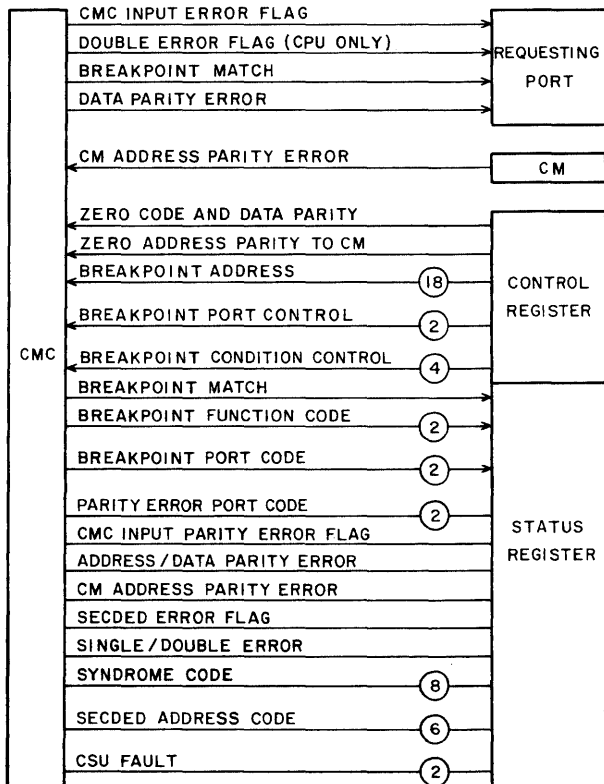 CMC INPUT ERROR FLAG
DOUBLE ERROR FLAG (CPU ONLY)
BREAKPOINT MATCH
DATA PARITY ERROR
REQUESTING
PORT
CM ADDRESS PARITY ERROR
CM
ZERO CODE AND DATA PARITY
ZERO ADDRESS PARITY TO CM
BREAKPOINT ADDRESS 18
BREAKPOINT PORT CONTROL 2
BREAKPOINT CONDITION CONTROL 4
CONTROL
REGISTER
CMC
BREAKPOINT MATCH
BREAKPOINT FUNCTION CODE 2
BREAKPOINT PORT CODE 2
PARITY ERROR PORT CODE 2
CMC INPUT PARITY ERROR FLAG
ADDRESS/DATA PARITY ERROR
CM ADDRESS PARITY ERROR
SECDED ERROR FLAG
SINGLE/DOUBLE ERROR
SYNDROME CODE 8
SECDED ADDRESS CODE 6
CSU FAULT 2
STATUS
REGISTER